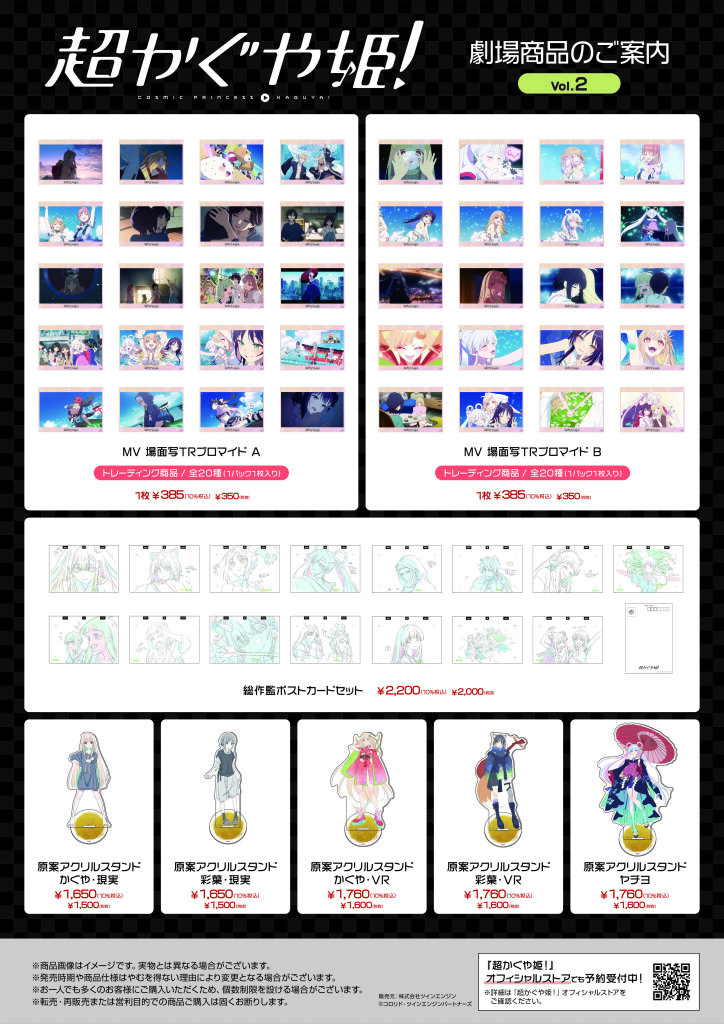 超かぐや姫!
COSMIC PRINCESS KAGUYA!
劇場商品のご案内
Vol.2
MV 場面写TRブロマイド A
トレーディング商品 / 全20種(1パック1枚入り)
1枚 ¥385(10%税込) ¥350(税抜)
MV 場面写TRブロマイド B
トレーディング商品 / 全20種(1パック1枚入り)
1枚 ¥385(10%税込) ¥350(税抜)
総作監ポストカードセット ¥2,200(10%税込) ¥2,000(税抜)
原案アクリルスタンド
かぐや・現実
¥1,650(10%税込)
¥1,500(税抜)
原案アクリルスタンド
彩葉・現実
¥1,650(10%税込)
¥1,500(税抜)
原案アクリルスタンド
かぐや・VR
¥1,760(10%税込)
¥1,600(税抜)
原案アクリルスタンド
彩葉・VR
¥1,760(10%税込)
¥1,600(税抜)
原案アクリルスタンド
ヤチヨ
¥1,760(10%税込)
¥1,600(税抜)
※商品画像はイメージです。実物とは異なる場合がございます。
※発売時期や商品仕様はやむを得ない理由により変更となる場合がございます。
※お一人でも多くのお客様にご購入いただくため、個数制限を設ける場合がございます。
※転売・再販売または営利目的での商品ご購入は固くお断りします。
販売元:株式会社ツインエンジン
©コロリド・ツインエンジンパートナーズ
『超かぐや姫!』
オフィシャルストアでも予約受付中!
※詳細は「超かぐや姫!」オフィシャルストアを
ご確認ください。